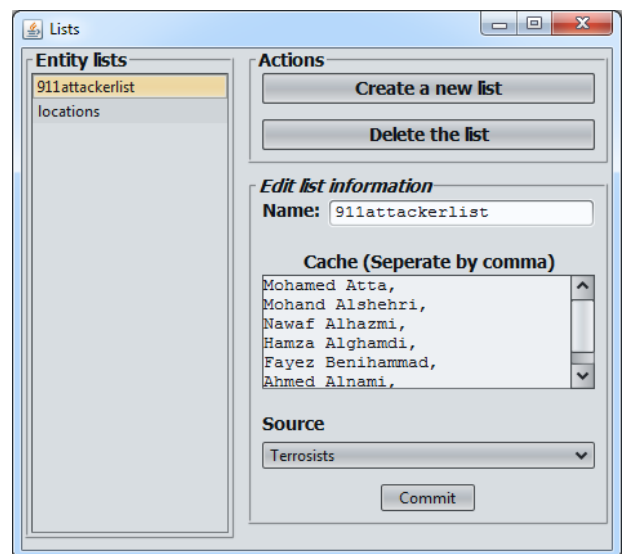 Lists
Entity lists
911attackerlist
locations
Actions
Create a new list
Delete the list
Edit list information
Name: 911attackerlist
Cache (Seperate by comma)
Mohamed Atta,
Mohand Alshehri,
Nawaf Alhazmi,
Hamza Alghamdi,
Fayez Benihammad,
Ahmed Alnami,
Source
Terrosists
Commit